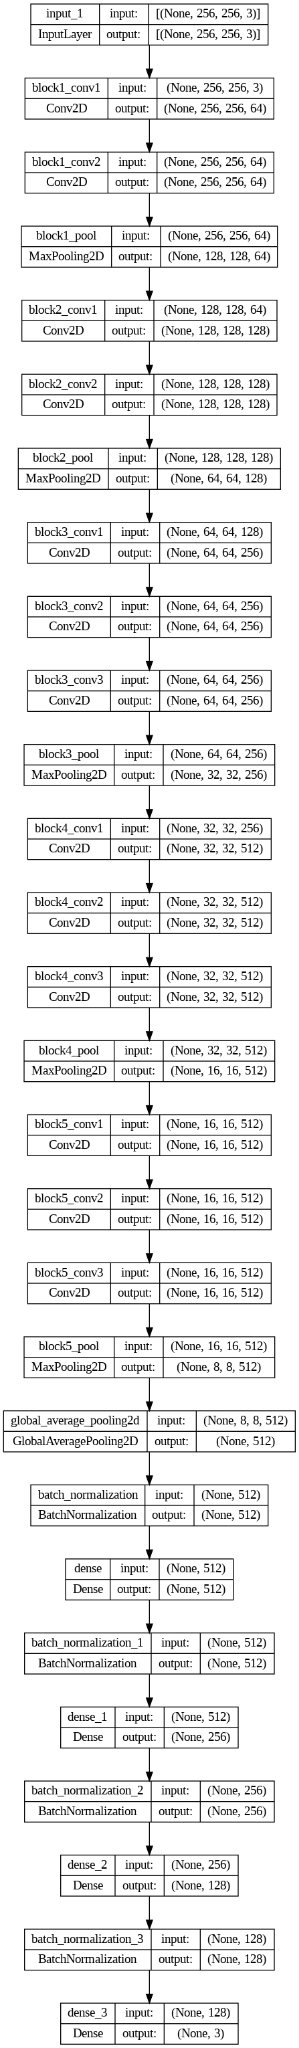 input_1 input: [(None, 256, 256, 3)]
InputLayer output: [(None, 256, 256, 3)]
block1_conv1 input: (None, 256, 256, 3)
Conv2D output: (None, 256, 256, 64)
block1_conv2 input: (None, 256, 256, 64)
Conv2D output: (None, 256, 256, 64)
block1_pool input: (None, 256, 256, 64)
MaxPooling2D output: (None, 128, 128, 64)
block2_conv1 input: (None, 128, 128, 64)
Conv2D output: (None, 128, 128, 128)
block2_conv2 input: (None, 128, 128, 128)
Conv2D output: (None, 128, 128, 128)
block2_pool input: (None, 128, 128, 128)
MaxPooling2D output: (None, 64, 64, 128)
block3_conv1 input: (None, 64, 64, 128)
Conv2D output: (None, 64, 64, 256)
block3_conv2 input: (None, 64, 64, 256)
Conv2D output: (None, 64, 64, 256)
block3_conv3 input: (None, 64, 64, 256)
Conv2D output: (None, 64, 64, 256)
block3_pool input: (None, 64, 64, 256)
MaxPooling2D output: (None, 32, 32, 256)
block4_conv1 input: (None, 32, 32, 256)
Conv2D output: (None, 32, 32, 512)
block4_conv2 input: (None, 32, 32, 512)
Conv2D output: (None, 32, 32, 512)
block4_conv3 input: (None, 32, 32, 512)
Conv2D output: (None, 32, 32, 512)
block4_pool input: (None, 32, 32, 512)
MaxPooling2D output: (None, 16, 16, 512)
block5_conv1 input: (None, 16, 16, 512)
Conv2D output: (None, 16, 16, 512)
block5_conv2 input: (None, 16, 16, 512)
Conv2D output: (None, 16, 16, 512)
block5_conv3 input: (None, 16, 16, 512)
Conv2D output: (None, 16, 16, 512)
block5_pool input: (None, 16, 16, 512)
MaxPooling2D output: (None, 8, 8, 512)
global_average_pooling2d input: (None, 8, 8, 512)
GlobalAveragePooling2D output: (None, 512)
batch_normalization input: (None, 512)
BatchNormalization output: (None, 512)
dense input: (None, 512)
Dense output: (None, 512)
batch_normalization_1 input: (None, 512)
BatchNormalization output: (None, 512)
dense_1 input: (None, 512)
Dense output: (None, 256)
batch_normalization_2 input: (None, 256)
BatchNormalization output: (None, 256)
dense_2 input: (None, 256)
Dense output: (None, 128)
batch_normalization_3 input: (None, 128)
BatchNormalization output: (None, 128)
dense_3 input: (None, 128)
Dense output: (None, 3)